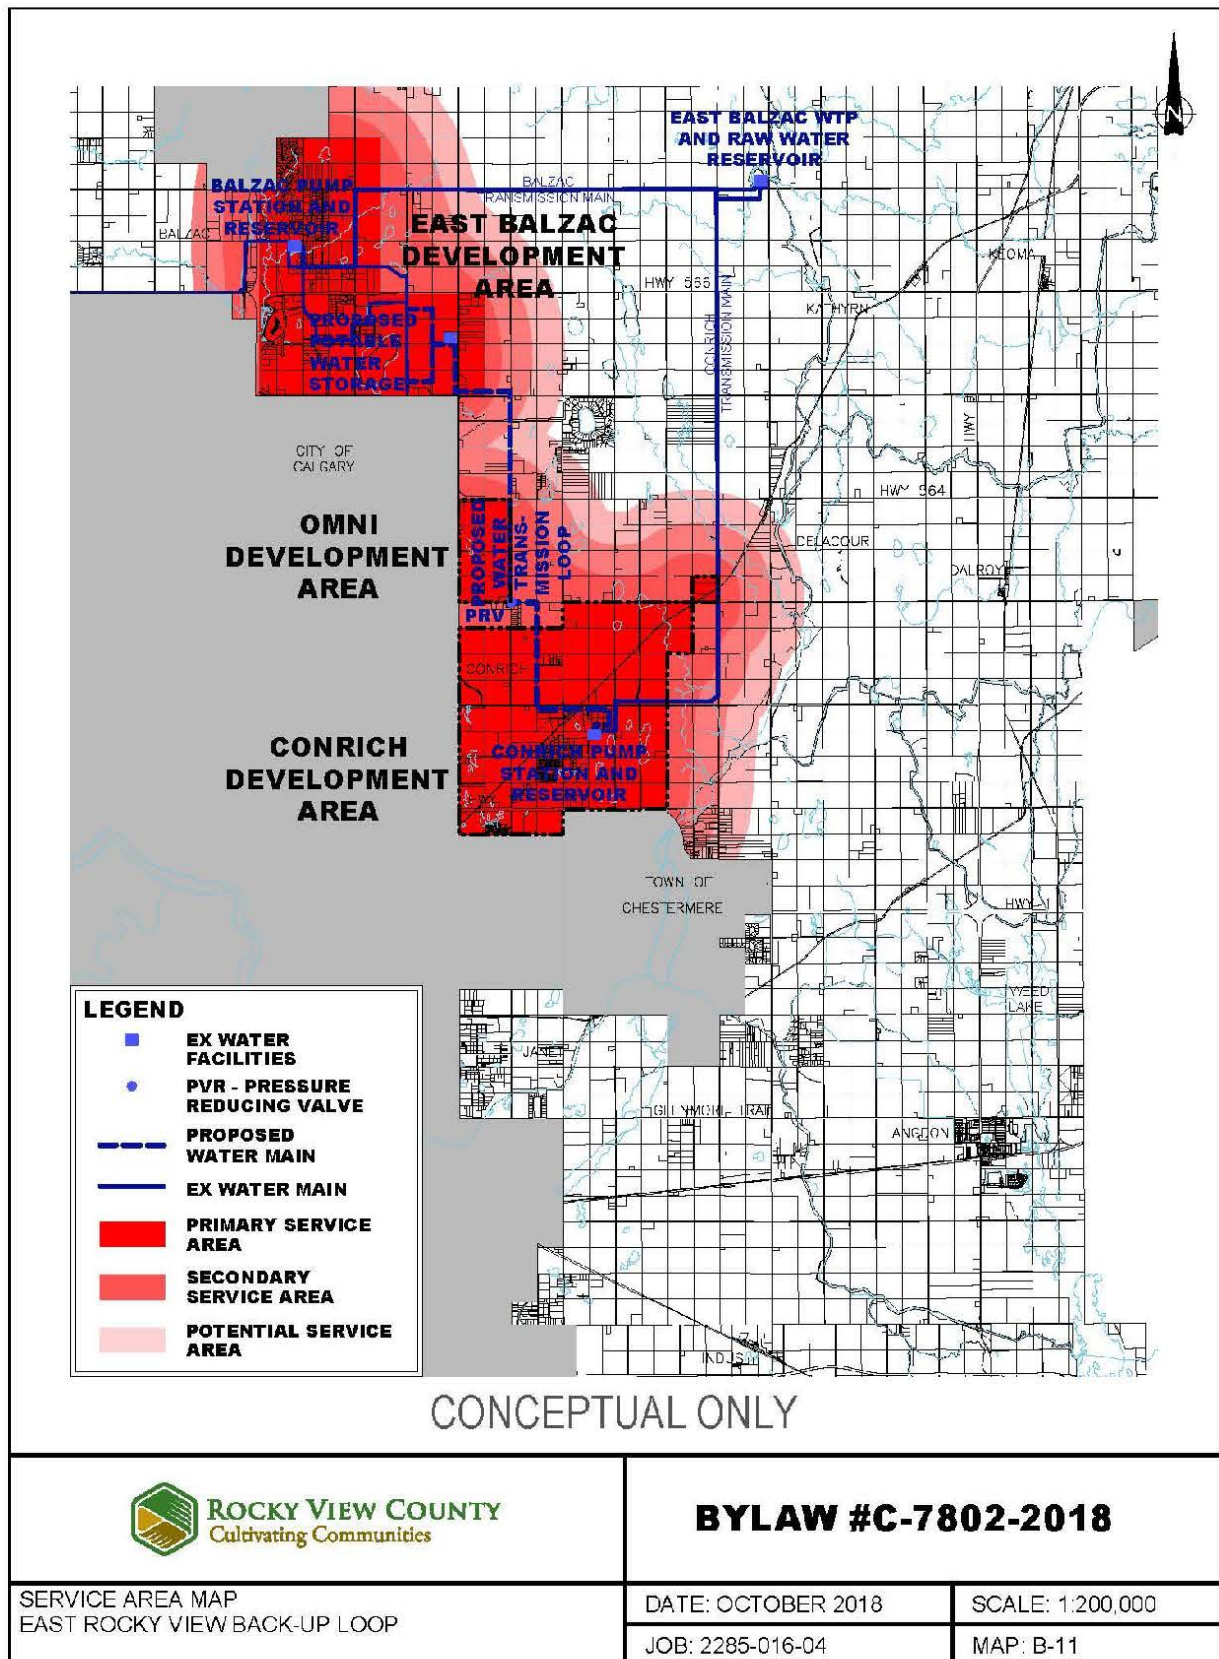 EAST BALZAC WTP
AND RAW WATER
RESERVOIR
BALZAC PUMP
STATION AND
RESERVOIR
BALZAC
BALZAC
TRANSMISSION MAIN
EAST BALZAC
DEVELOPMENT
AREA
HWY 566
KEOMA
KATHYRN
CONRICH
TRANSMISSION MAIN
PROPOSED
POTABLE
WATER
STORAGE
CITY OF
CALGARY
HWY
HWY 564
OMNI
DEVELOPMENT
AREA
PROPOSED
WATER
TRANS-
MISSION
LOOP
DELACOUR
DALROY
PRV
CONRICH
CONRICH
DEVELOPMENT
AREA
CONRICH PUMP
STATION AND
RESERVOIR
TOWN OF
CHESTERMERE
HWY 1
WEED
LAKE
JANET
GLENMORE TRAIL
LANGDON
INDUS
LEGEND
EX WATER
FACILITIES
PVR - PRESSURE
REDUCING VALVE
PROPOSED
WATER MAIN
EX WATER MAIN
PRIMARY SERVICE
AREA
SECONDARY
SERVICE AREA
POTENTIAL SERVICE
AREA
CONCEPTUAL ONLY
ROCKY VIEW COUNTY
Cultivating Communities
BYLAW #C-7802-2018
SERVICE AREA MAP
EAST ROCKY VIEW BACK-UP LOOP
DATE: OCTOBER 2018
SCALE: 1:200,000
JOB: 2285-016-04
MAP: B-11